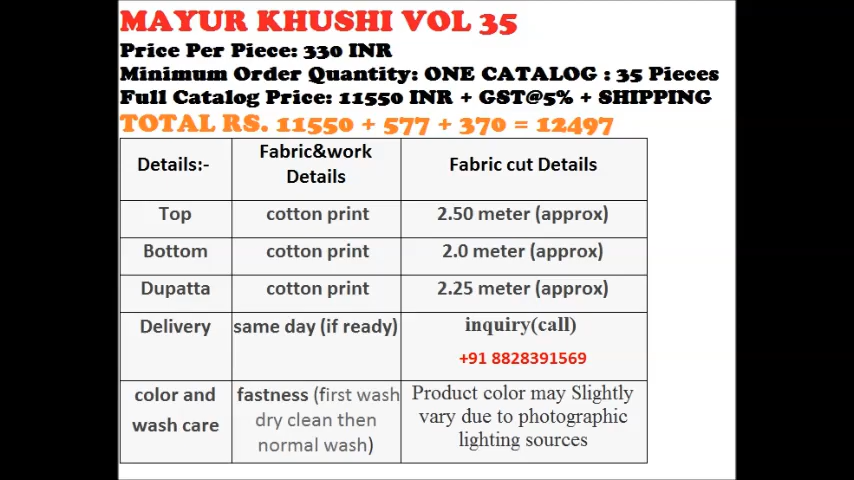 MAYUR KHUSHI VOL 35
Price Per Piece: 330 INR
Minimum Order Quantity: ONE CATALOG : 35 Pieces
Full Catalog Price: 11550 INR + GST@5% + SHIPPING
TOTAL RS. 11550 + 577 + 370 = 12497
Details:- Fabric&work Details Fabric cut Details
Top cotton print 2.50 meter (approx)
Bottom cotton print 2.0 meter (approx)
Dupatta cotton print 2.25 meter (approx)
Delivery same day (if ready) inquiry(call)
+91 8828391569
color and wash care
fastness (first wash
dry clean then
normal wash)
Product color may Slightly
vary due to photographic
lighting sources